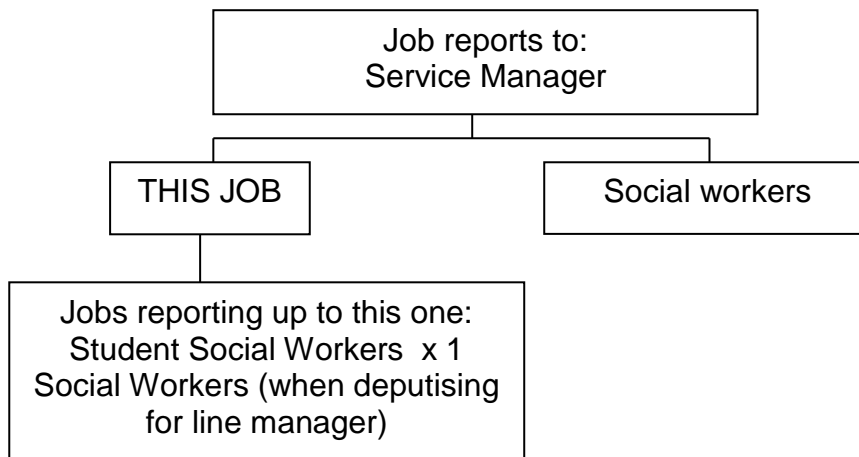 Job reports to:
Service Manager
THIS JOB
Social workers
Jobs reporting up to this one:
Student Social Workers  x 1
Social Workers (when deputising
for line manager)